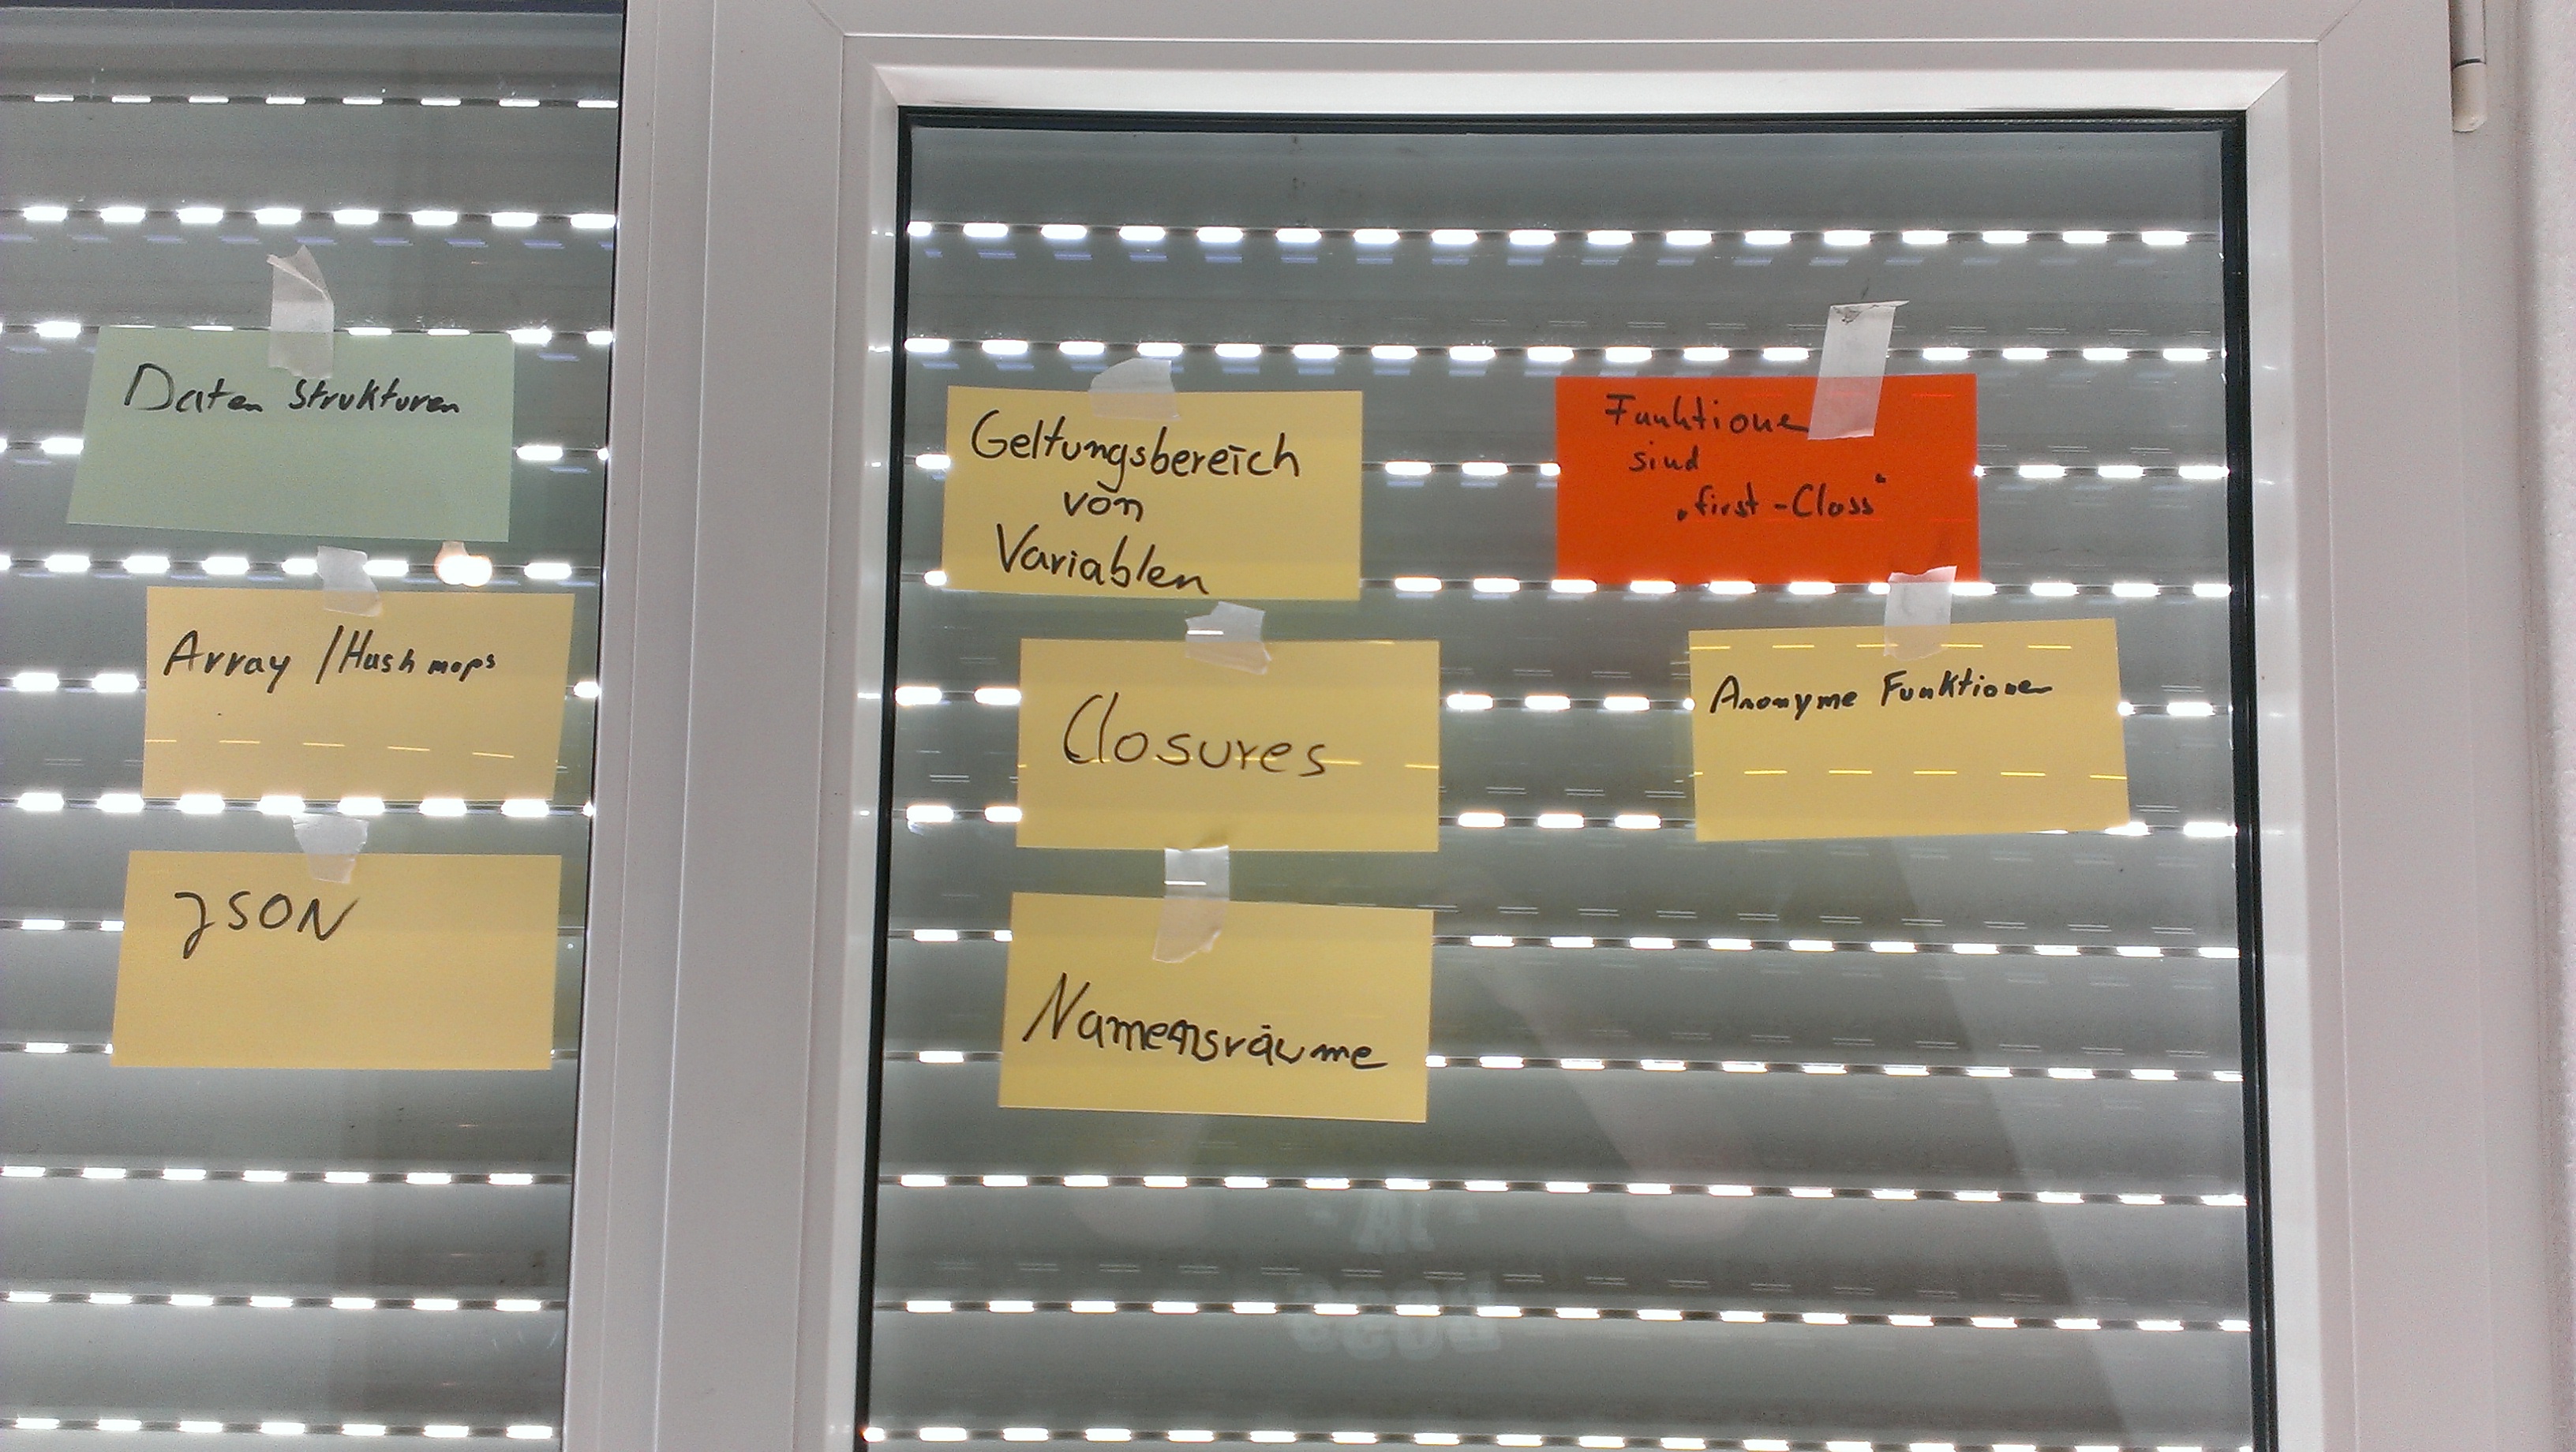 Daten Strukturen
Array / Hashmaps
JSON
Geltungsbereich
von
Variablen
Closures
Namensräume
Funktionen
sind
„first-Class“
Anonyme Funktionen